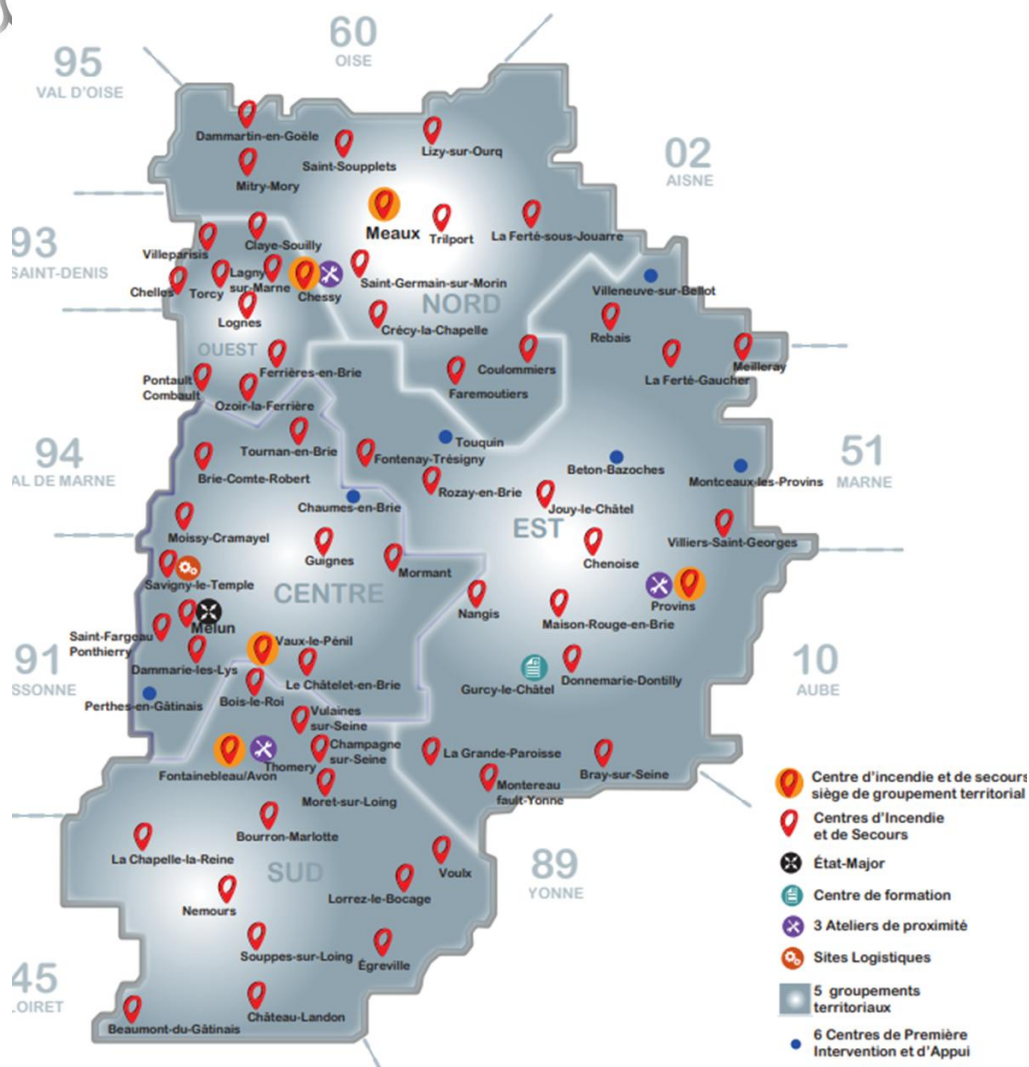 60
OISE
95
VAL D'OISE
Dammartin-en-Goële
Lizy-sur-Ourq
Saint-Soupplets
02
AISNE
Mitry-Mory
Meaux
Trilport
La Ferté-sous-Jouarre
93
SAINT-DENIS
Claye-Souilly
Villeparisis
Lagny
sur-Marne
Chelles
Torcy
Chessy
Saint-Germain-sur-Morin
Villeneuve-sur-Bellot
NORD
Lognes
Crécy-la-Chapelle
Rebais
OUEST
Ferrières-en-Brie
Coulommiers
Meilleray
La Ferté-Gaucher
Pontault
Combault
Faremoutiers
Ozoir-la-Ferrière
94
AL DE MARNE
Tournan-en-Brie
Touquin
Fontenay-Trésigny
Beton-Bazoches
51
MARNE
Brie-Comte-Robert
Montceaux-les-Provins
Rozay-en-Brie
Chaumes-en-Brie
Jouy-le-Châtel
EST
Moissy-Cramayel
Villiers-Saint-Georges
Guignes
Chenoise
Mormant
Savigny-le-Temple
CENTRE
Nangis
Provins
Maison-Rouge-en-Brie
Melun
Saint-Fargeau
Ponthierry
Vaux-le-Pénil
91
SSONNE
10
AUBE
Dammarie-les-Lys
Le Châtelet-en-Brie
Gurcy-le-Châtel
Donnemarie-Dontilly
Perthes-en-Gâtinais
Bois-le-Roi
Vulaines
sur-Seine
Champagne
sur-Seine
La Grande-Paroisse
Thomery
Fontainebleau/Avon
Bray-sur-Seine
Montereau
fault-Yonne
Moret-sur-Loing
Bourron-Marlotte
La Chapelle-la-Reine
SUD
Voulx
89
YONNE
Lorrez-le-Bocage
Nemours
Souppes-sur-Loing
Égreville
45
LOIRET
Château-Landon
Beaumont-du-Gâtinais
Centre d'incendie et de secours
siège de groupement territorial
Centres d'Incendie
et de Secours
État-Major
Centre de formation
3 Ateliers de proximité
Sites Logistiques
5 groupements
territoriaux
6 Centres de Première
Intervention et d'Appui